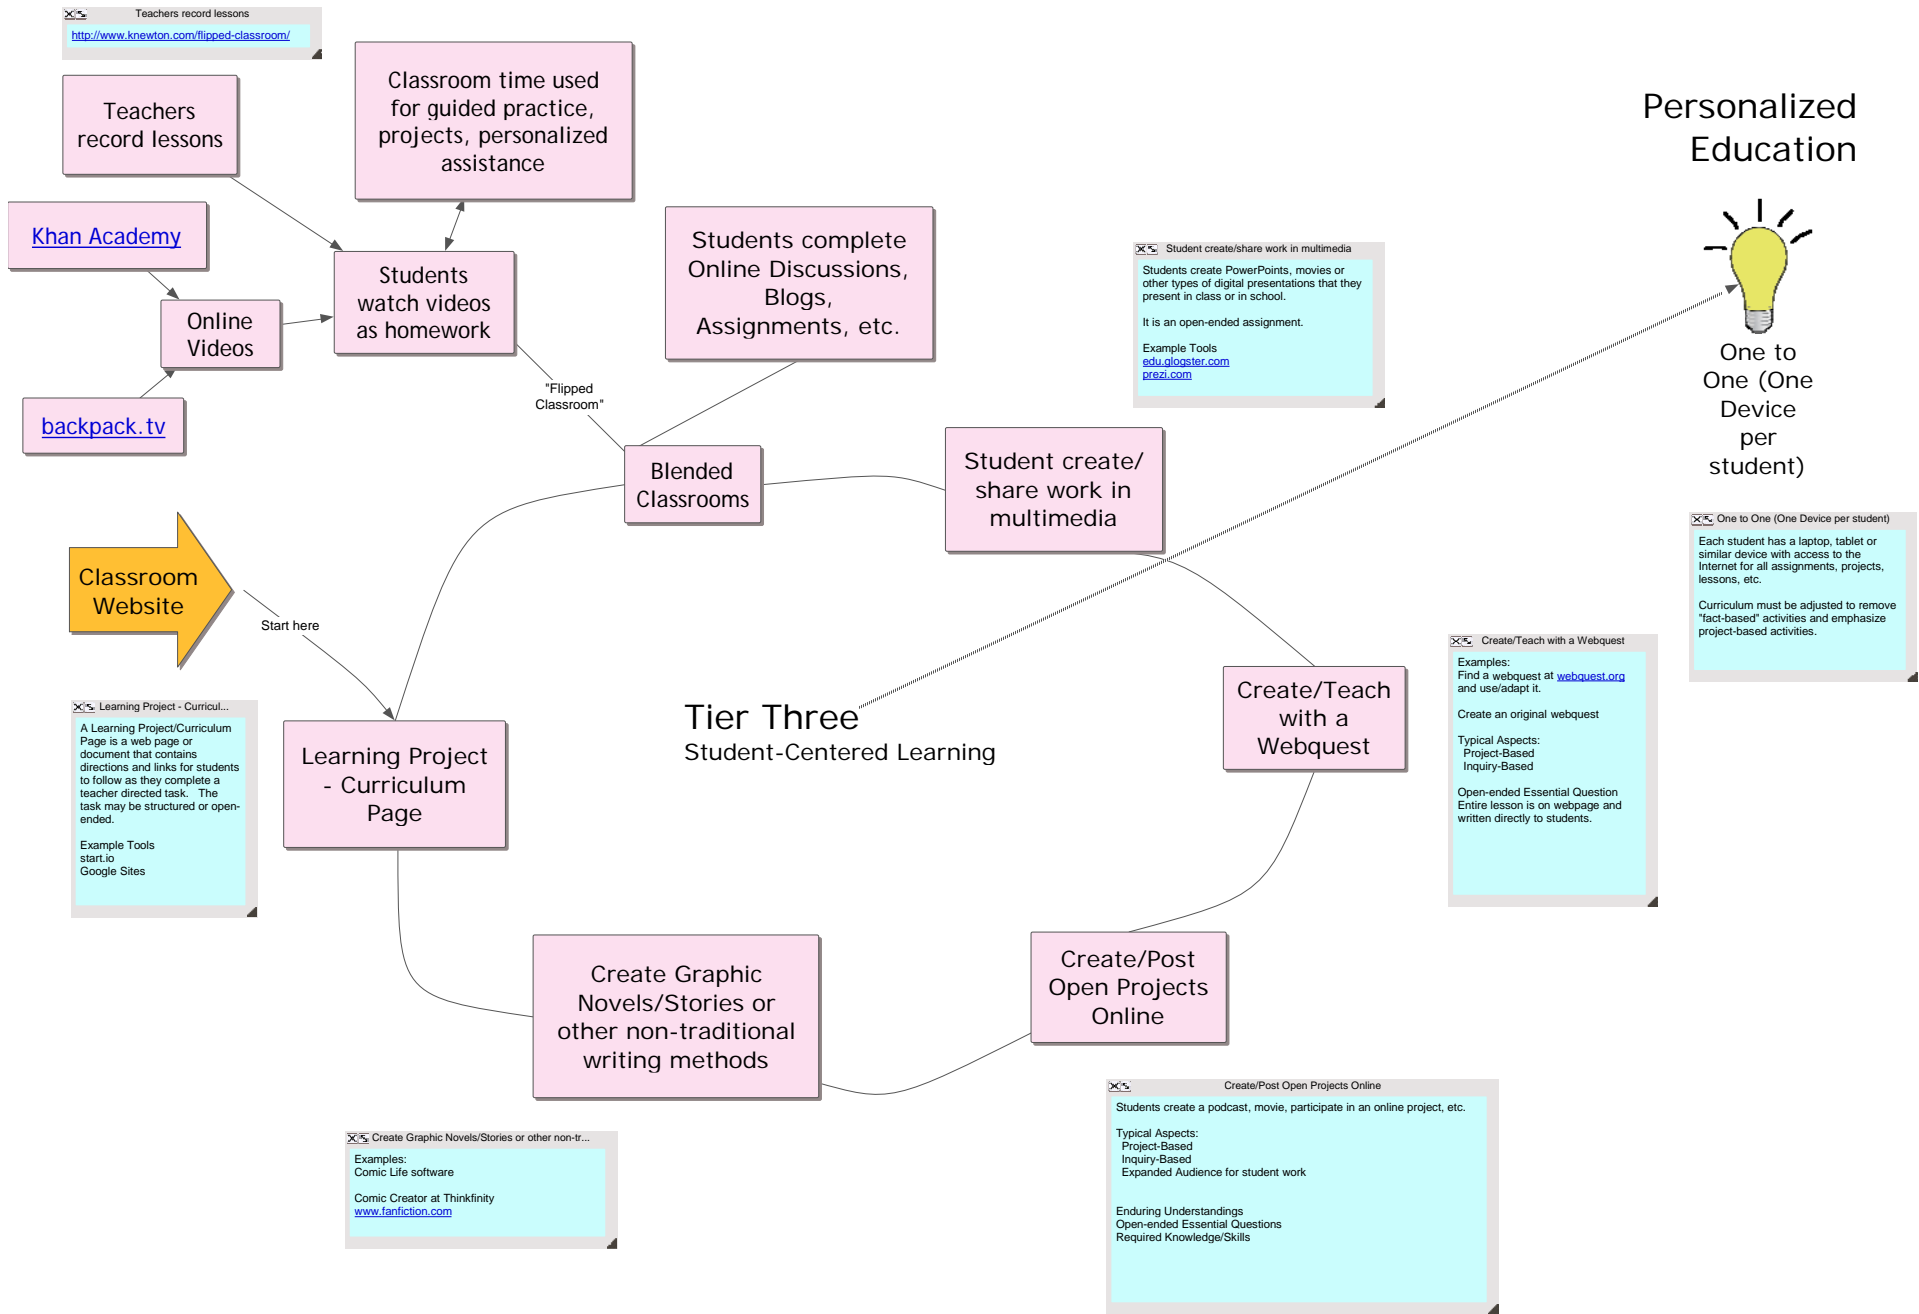 Teachers record lessons
http://www.knewton.com/flipped-classroom/
Teachers
record lessons
Classroom time used
for guided practice,
projects, personalized
assistance
Personalized
Education
Khan Academy
Online
Videos
backpack.tv
Students
watch videos
as homework
Students complete
Online Discussions,
Blogs,
Assignments, etc.
"Flipped
Classroom"
Student create/share work in multimedia
Students create PowerPoints, movies or
other types of digital presentations that they
present in class or in school.
It is an open-ended assignment.
Example Tools
edu.glogster.com
prezi.com
One to
One (One
Device
per
student)
Blended
Classrooms
Student create/
share work in
multimedia
One to One (One Device per student)
Each student has a laptop, tablet or
similar device with access to the
Internet for all assignments, projects,
lessons, etc.
Curriculum must be adjusted to remove
"fact-based" activities and emphasize
project-based activities.
Classroom
Website
Start here
Learning Project - Curricul...
A Learning Project/Curriculum
Page is a web page or
document that contains
directions and links for students
to follow as they complete a
teacher directed task.   The
task may be structured or open-
ended.
Example Tools
start.io
Google Sites
Learning Project
- Curriculum
Page
Tier Three
Student-Centered Learning
Create/Teach
with a
Webquest
Create/Teach with a Webquest
Examples:
Find a webquest at webquest.org
and use/adapt it.
Create an original webquest
Typical Aspects:
Project-Based
Inquiry-Based
Open-ended Essential Question
Entire lesson is on webpage and
written directly to students.
Create Graphic
Novels/Stories or
other non-traditional
writing methods
Create/Post
Open Projects
Online
Create Graphic Novels/Stories or other non-tr...
Examples:
Comic Life software
Comic Creator at Thinkfinity
www.fanfiction.com
Create/Post Open Projects Online
Students create a podcast, movie, participate in an online project, etc.
Typical Aspects:
Project-Based
Inquiry-Based
Expanded Audience for student work
Enduring Understandings
Open-ended Essential Questions
Required Knowledge/Skills